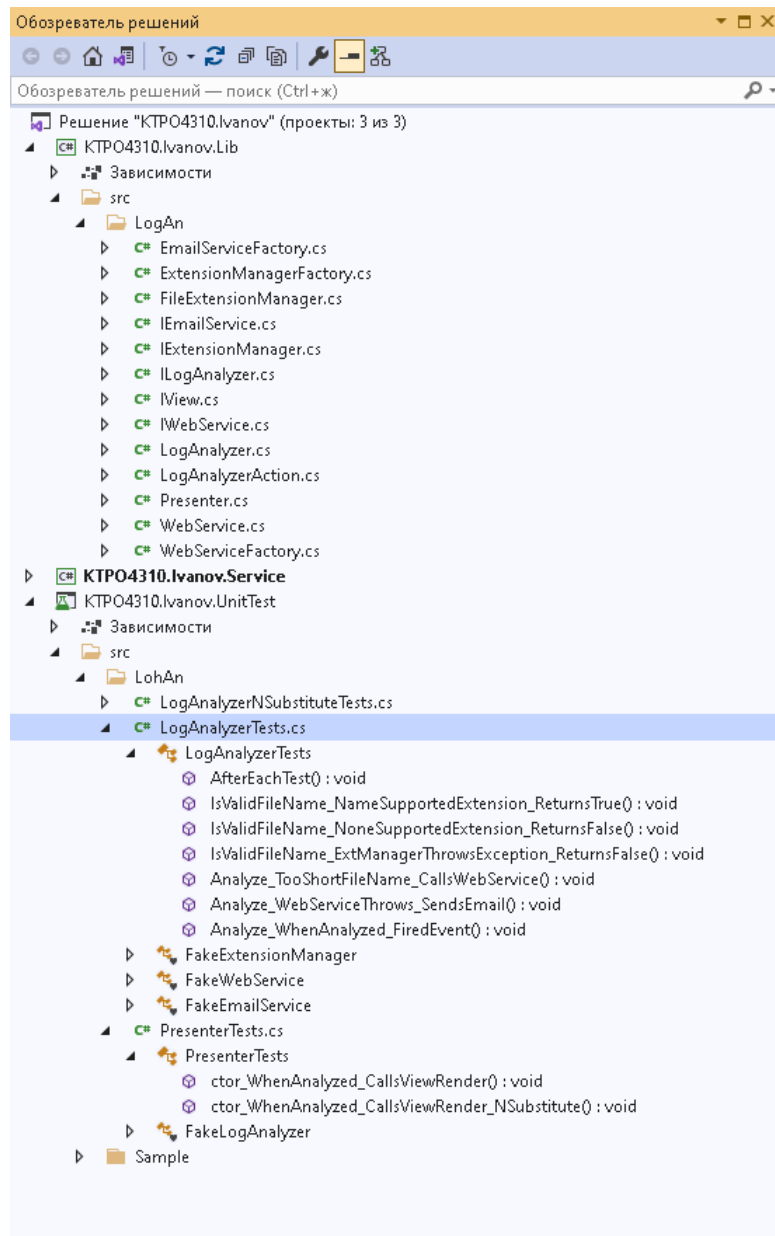 Обозреватель решений
Обозреватель решений — поиск (Ctrl+ж)
Решение "KTPO4310.Ivanov" (проекты: 3 из 3)
C# KTPO4310.Ivanov.Lib
Зависимости
src
LogAn
C# EmailServiceFactory.cs
C# ExtensionManagerFactory.cs
C# FileExtensionManager.cs
C# IEmailService.cs
C# IExtensionManager.cs
C# ILogAnalyzer.cs
C# IView.cs
C# IWebService.cs
C# LogAnalyzer.cs
C# LogAnalyzerAction.cs
C# Presenter.cs
C# WebService.cs
C# WebServiceFactory.cs
C# KTPO4310.Ivanov.Service
KTPO4310.Ivanov.UnitTest
Зависимости
src
LohAn
C# LogAnalyzerNSubstituteTests.cs
C# LogAnalyzerTests.cs
LogAnalyzerTests
AfterEachTest() : void
IsValidFileName_NameSupportedExtension_ReturnsTrue() : void
IsValidFileName_NoneSupportedExtension_ReturnsFalse() : void
IsValidFileName_ExtManagerThrowsException_ReturnsFalse() : void
Analyze_TooShortFileName_CallsWebService() : void
Analyze_WebServiceThrows_SendsEmail() : void
Analyze_WhenAnalyzed_FiredEvent() : void
FakeExtensionManager
FakeWebService
FakeEmailService
C# PresenterTests.cs
PresenterTests
ctor_WhenAnalyzed_CallsViewRender() : void
ctor_WhenAnalyzed_CallsViewRender_NSubstitute() : void
FakeLogAnalyzer
Sample